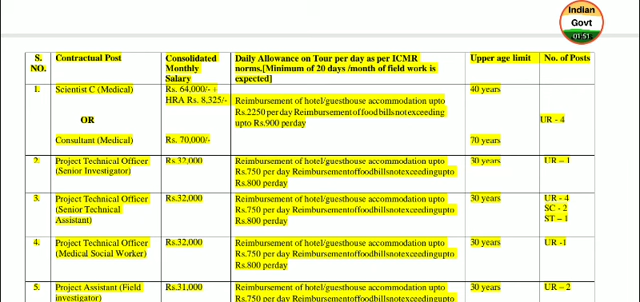 Indian
Govt
01:51
S. NO.
Contractual Post
Consolidated Monthly Salary
Daily Allowance on Tour per day as per ICMR norms.[Minimum of 20 days /month of field work is expected]
Upper age limit
No. of Posts
1.
Scientist C (Medical)
OR
Consultant (Medical)
Rs. 64,000/- +
HRA Rs. 8,325/-
Rs. 70,000/-
Reimbursement of hotel/guesthouse accommodation upto
Rs.2250 per day Reimbursementoffoodbillsnotexceeding
upto Rs.900 perday
40 years
70 years
UR - 4
2.
Project Technical Officer
(Senior Investigator)
Rs.32,000
Reimbursement of hotel/guesthouse accommodation upto
Rs.750 per day Reimbursementoffoodbillsnotexceedingupto
Rs.800 perday
30 years
UR – 1
3.
Project Technical Officer
(Senior Technical
Assistant)
Rs.32,000
Reimbursement of hotel/guesthouse accommodation upto
Rs.750 per day Reimbursementoffoodbillsnotexceedingupto
Rs.800 perday
30 years
UR - 4
SC - 2
ST – 1
4.
Project Technical Officer
(Medical Social Worker)
Rs.32,000
Reimbursement of hotel/guesthouse accommodation upto
Rs.750 per day Reimbursementoffoodbillsnotexceedingupto
Rs.800 perday
30 years
UR -1
5.
Project Assistant (Field
investigator)
Rs.31,000
Reimbursement of hotel/guesthouse accommodation upto
Rs.750 per day Reimbursementoffoodbillsnotexceedingupto
30 years
UR – 2